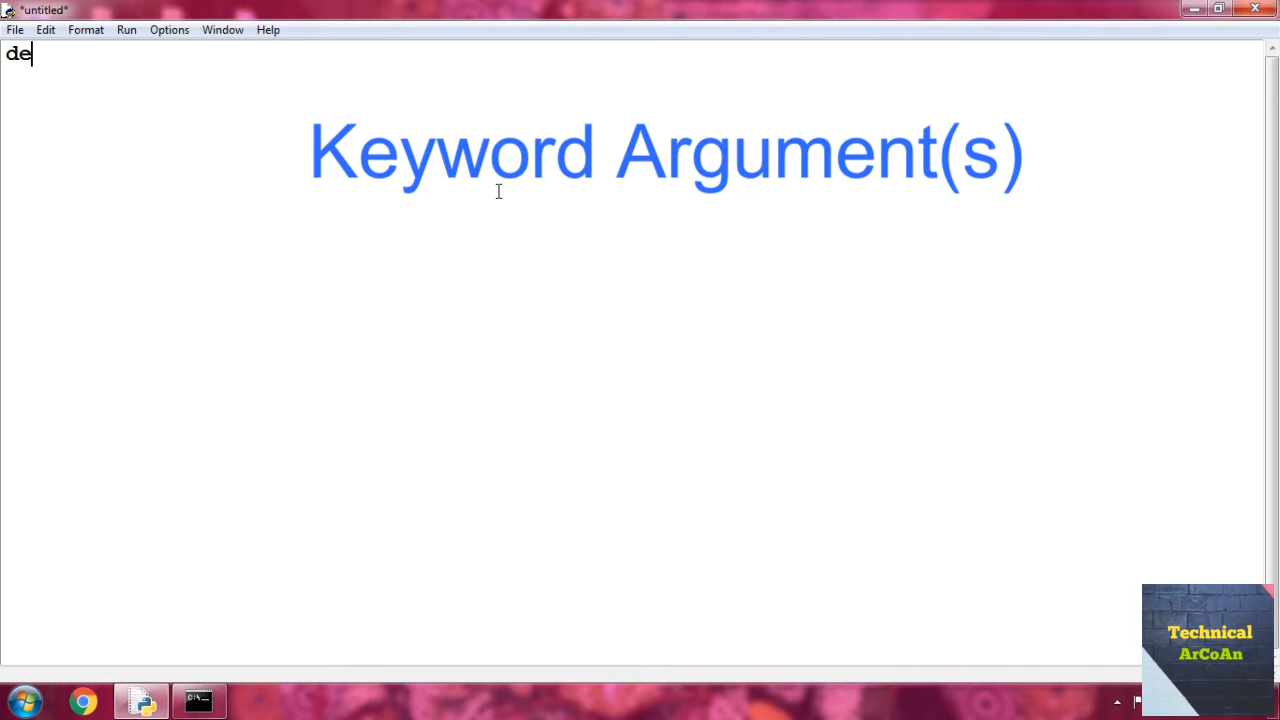 *untitled*
File Edit Format Run Options Window Help
de
Keyword Argument(s)
Technical
ArCoAn